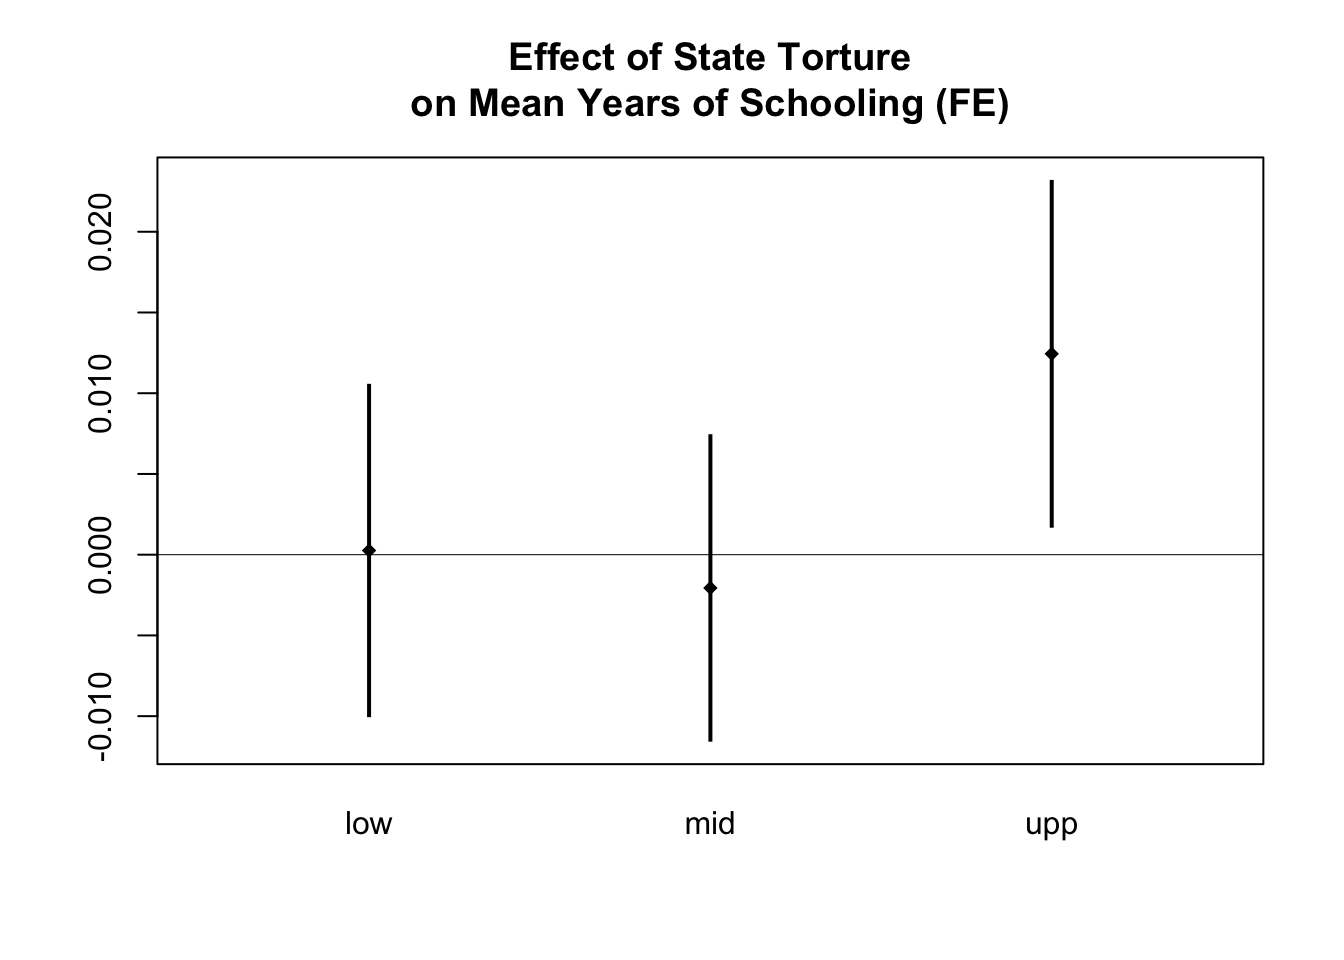 Effect of State Torture
on Mean Years of Schooling (FE)
0.020
0.010
0.000
-0.010
low mid upp